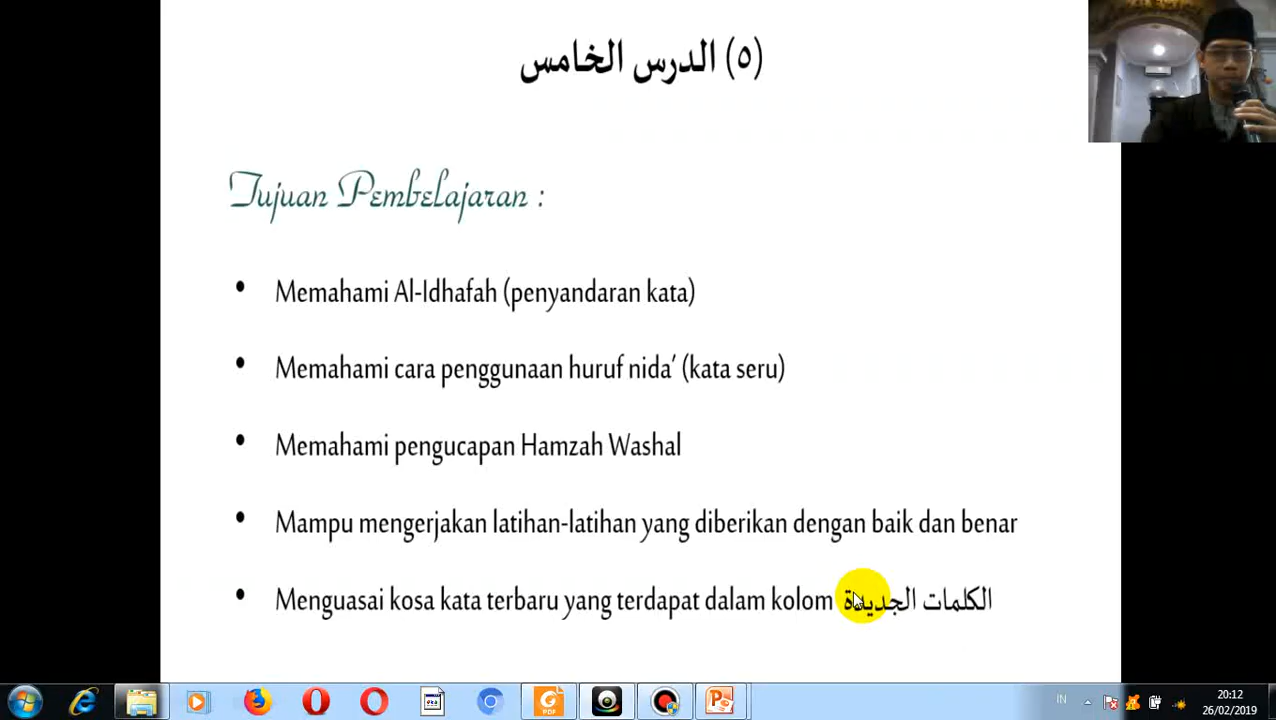 (٥) الدرس الخامس
Tujuan Pembelajaran :
• Memahami Al-Idhafah (penyandaran kata)
• Memahami cara penggunaan huruf nida’ (kata seru)
• Memahami pengucapan Hamzah Washal
• Mampu mengerjakan latihan-latihan yang diberikan dengan baik dan benar
• Menguasai kosa kata terbaru yang terdapat dalam kolom الكلمات الجديدة
PDF
IN
20:12
26/02/2019